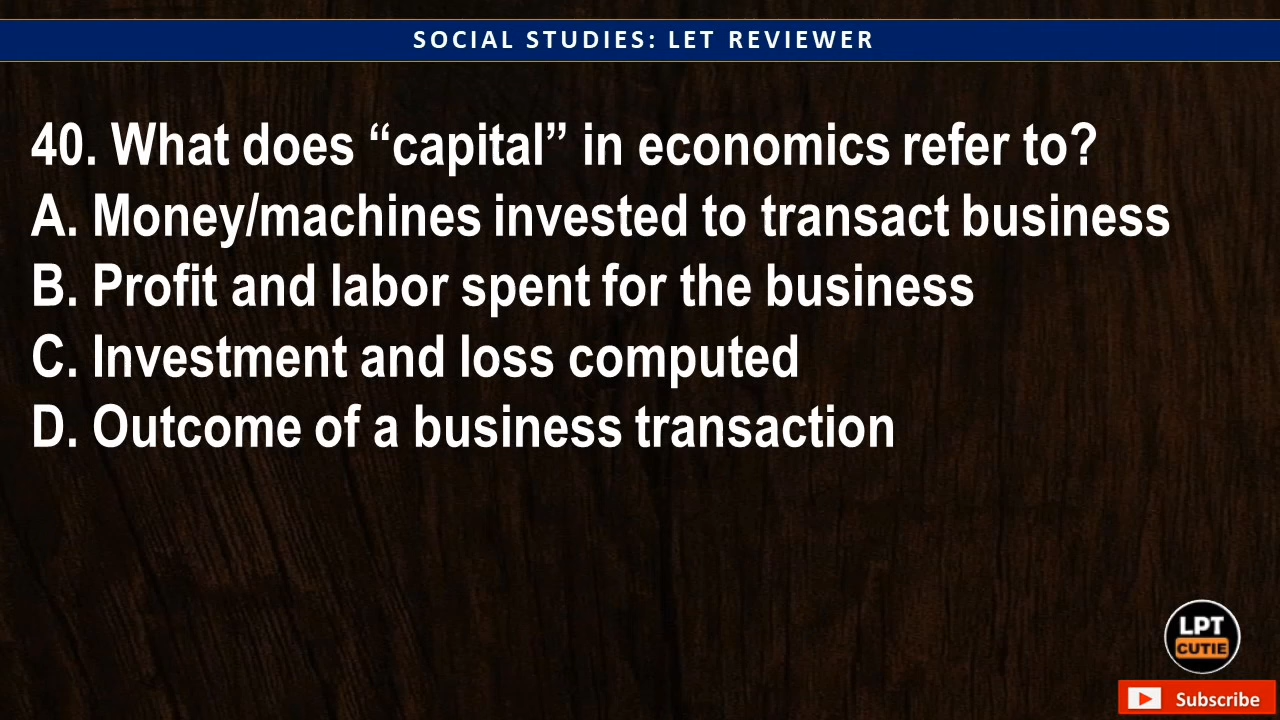 SOCIAL STUDIES: LET REVIEWER
40. What does “capital” in economics refer to?
A. Money/machines invested to transact business
B. Profit and labor spent for the business
C. Investment and loss computed
D. Outcome of a business transaction
LPT
CUTIE
Subscribe